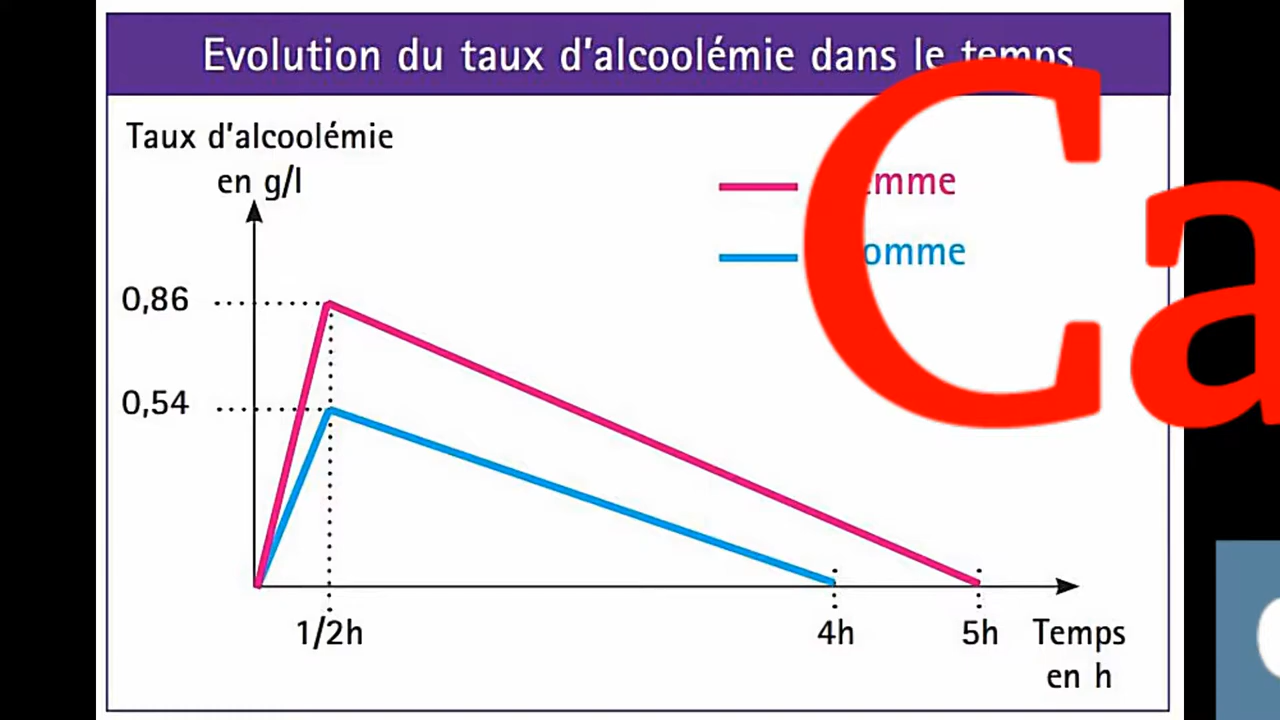 Evolution du taux d'alcoolémie dans le temps
Taux d'alcoolémie
en g/l
Ca
0,86
0,54
1/2h
4h
5h
Temps
en h